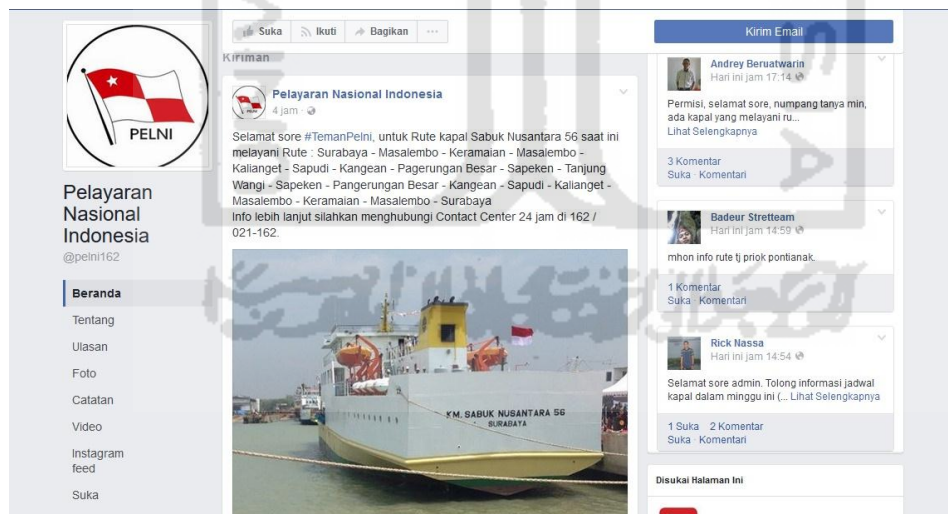 PELNI
Pelayaran
Nasional
Indonesia
@pelni162
Beranda
Tentang
Ulasan
Foto
Catatan
Video
Instagram
feed
Suka
Suka Ikuti Bagikan ...
Kiriman
Pelayaran Nasional Indonesia
4 jam
Selamat sore #TemanPelni, untuk Rute kapal Sabuk Nusantara 56 saat ini
melayani Rute : Surabaya - Masalembo - Keramaian - Masalembo -
Kalianget - Sapudi - Kangean - Pagerungan Besar - Sapeken - Tanjung
Wangi - Sapeken - Pangerungan Besar - Kangean - Sapudi - Kalianget -
Masalembo - Keramaian - Masalembo - Surabaya
Info lebih lanjut silahkan menghubungi Contact Center 24 jam di 162 /
021-162.
KM. SABUK NUSANTARA 56
SURABAYA
Kirim Email
Andrey Beruatwarin
Hari ini jam 17:14
Permisi, selamat sore, numpang tanya min,
ada kapal yang melayani ru...
Lihat Selengkapnya
3 Komentar
Suka · Komentari
Badeur Stretteam
Hari ini jam 14:59
mhon info rute tj priok pontianak.
1 Komentar
Suka · Komentari
Rick Nassa
Hari ini jam 14:54
Selamat sore admin. Tolong informasi jadwal
kapal dalam minggu ini (... Lihat Selengkapnya
1 Suka 2 Komentar
Suka · Komentari
Disukai Halaman Ini